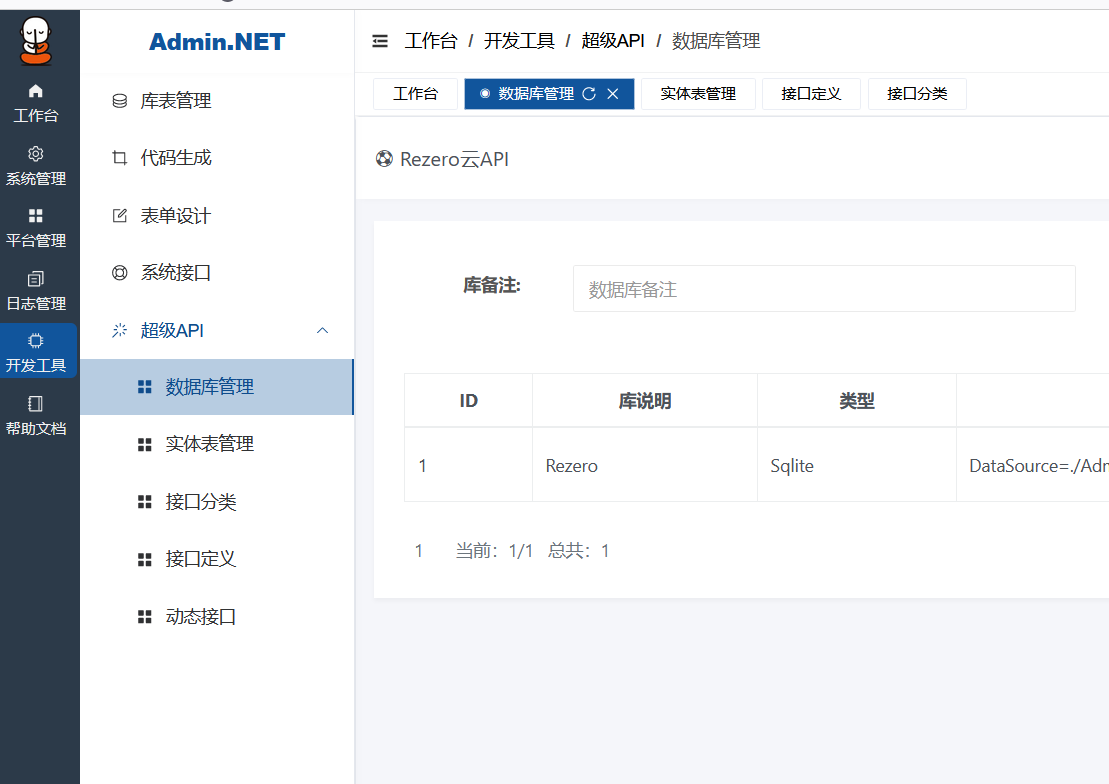 Admin.NET
工作台
系统管理
平台管理
日志管理
开发工具
帮助文档
库表管理
代码生成
表单设计
系统接口
超级API
数据库管理
实体表管理
接口分类
接口定义
动态接口
工作台 / 开发工具 / 超级API / 数据库管理
工作台 数据库管理 实体表管理 接口定义 接口分类
Rezero云API
库备注: 数据库备注
ID 库说明 类型
1 Rezero Sqlite DataSource=./Adm
1 当前：1/1 总共：1